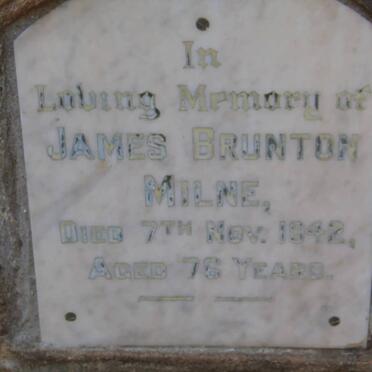 In
Loving Memory of
JAMES BRUNTON
MILNE,
DIED 7TH NOV. 1942,
AGED 76 YEARS.